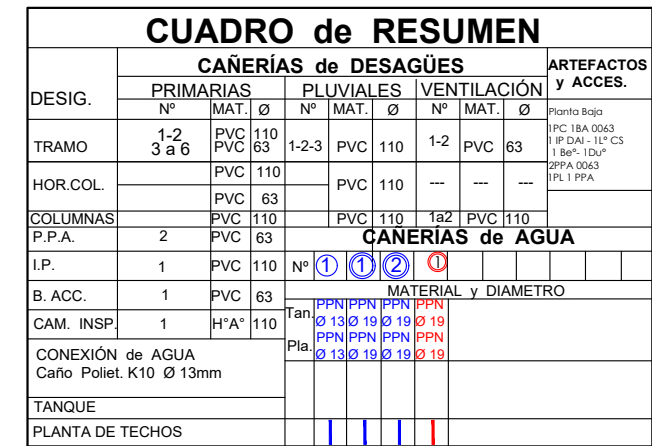 CUADRO de RESUMEN
DESIG.
CAÑERÍAS de DESAGÜES
ARTEFACTOS y ACCES.
PRIMARIAS PLUVIALES VENTILACIÓN
Nº MAT. Ø Nº MAT. Ø Nº MAT. Ø
Planta Baja
1PC 1BA 0063
1 IP DAI - 1Lº CS
1 Beº- 1Duº
2PPA 0063
1PL 1 PPA
TRAMO 1-2 PVC 110 1-2-3 PVC 110 1-2 PVC 63
3 a 6 PVC 63
HOR.COL. PVC 110 PVC 110 --- --- ---
PVC 63
COLUMNAS PVC 110 PVC 110 1a2 PVC 110
P.P.A. 2 PVC 63
CAÑERÍAS de AGUA
I.P. 1 PVC 110 Nº 1 1 2 1
B. ACC. 1 PVC 63
MATERIAL y DIAMETRO
CAM. INSP. 1 HºAº 110
Tan. PPN PPN PPN PPN
Ø 13 Ø 19 Ø 19 Ø 19
Pla. PPN PPN PPN PPN
Ø 13 Ø 19 Ø 19 Ø 19
CONEXIÓN de AGUA
Caño Poliet. K10 Ø 13mm
TANQUE
PLANTA DE TECHOS